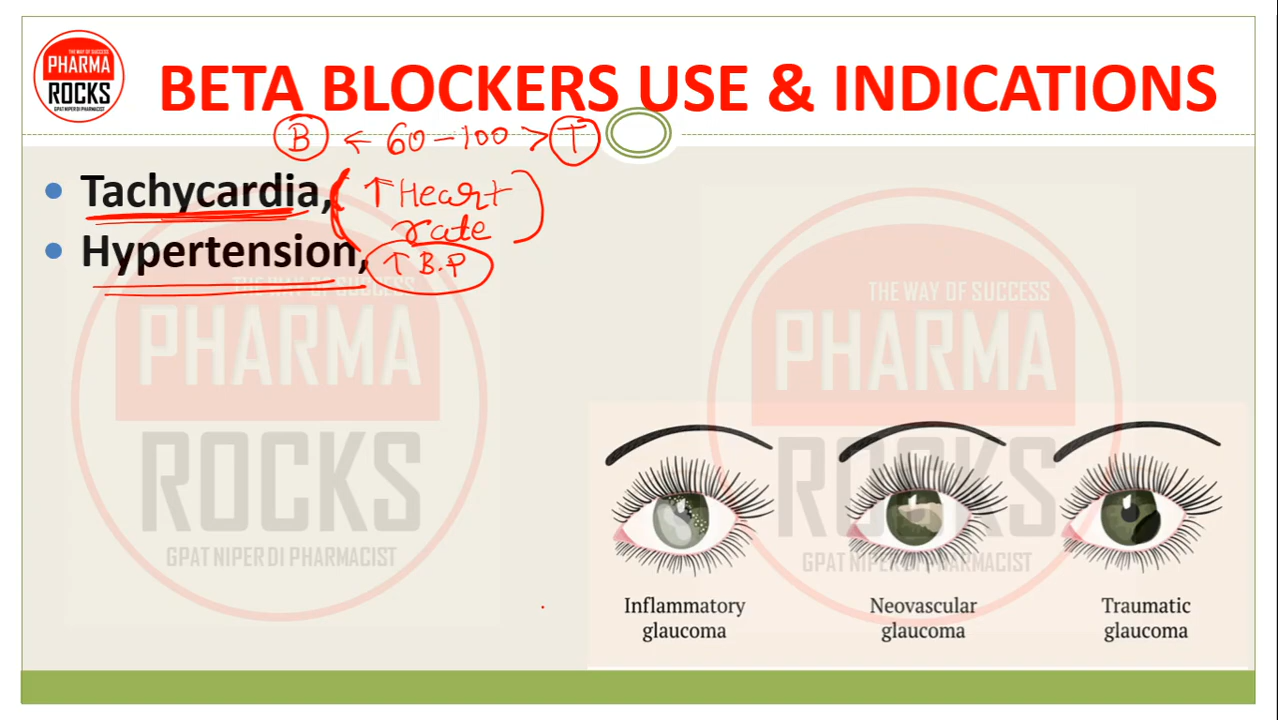 THE WAY OF SUCCESS
PHARMA
ROCKS
GPAT NIPER DI PHARMACIST
BETA BLOCKERS USE & INDICATIONS
B ← 60-100 > T
• Tachycardia, (↑ Heart rate)
• Hypertension, ↑ B.P
THE WAY OF SUCCESS
PHARMA
ROCKS
GPAT NIPER DI PHARMACIST
THE WAY OF SUCCESS
PHARMA
ROCKS
GPAT NIPER DI PHARMACIST
Inflammatory
glaucoma
Neovascular
glaucoma
Traumatic
glaucoma